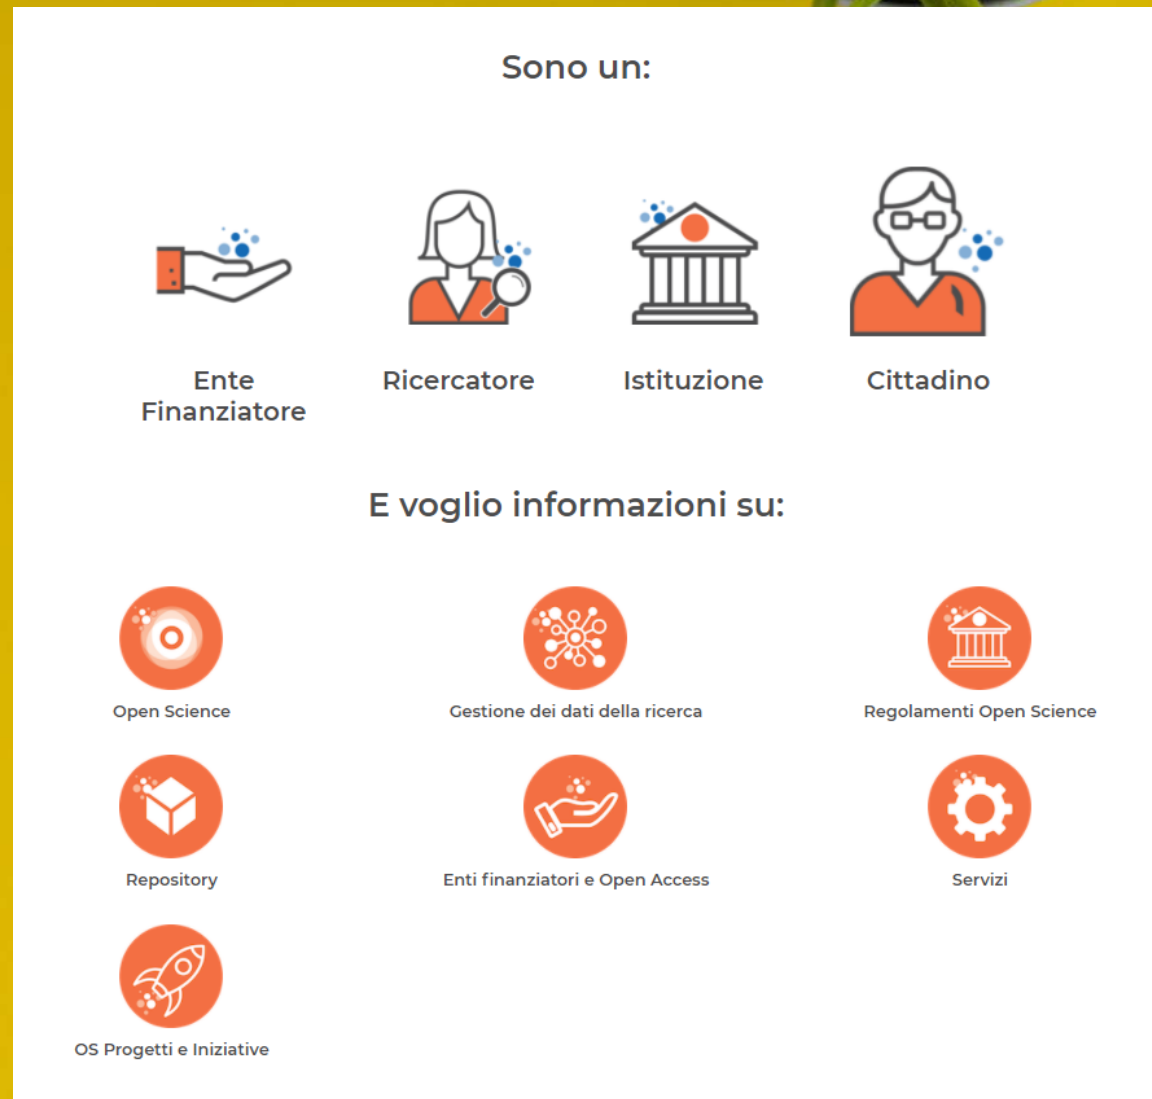 Sono un:
Ente
Finanziatore
Ricercatore
Istituzione
Cittadino
E voglio informazioni su:
Open Science
Gestione dei dati della ricerca
Regolamenti Open Science
Repository
Enti finanziatori e Open Access
Servizi
OS Progetti e Iniziative